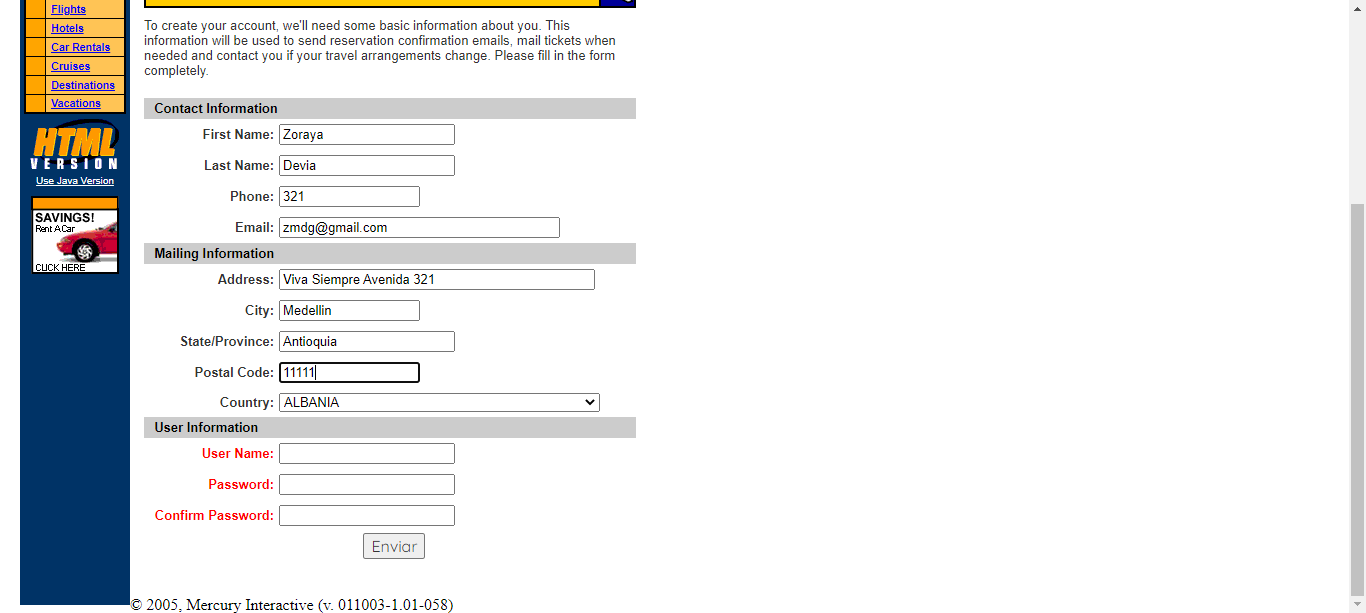 Flights
Hotels
Car Rentals
Cruises
Destinations
Vacations
HTML
VERSION
Use Java Version
SAVINGS!
Rent A Car
CLICK HERE
To create your account, we'll need some basic information about you. This
information will be used to send reservation confirmation emails, mail tickets when
needed and contact you if your travel arrangements change. Please fill in the form
completely.
Contact Information
First Name: Zoraya
Last Name: Devia
Phone: 321
Email: zmdg@gmail.com
Mailing Information
Address: Viva Siempre Avenida 321
City: Medellin
State/Province: Antioquia
Postal Code: 11111
Country: ALBANIA
User Information
User Name:
Password:
Confirm Password:
Enviar
© 2005, Mercury Interactive (v. 011003-1.01-058)